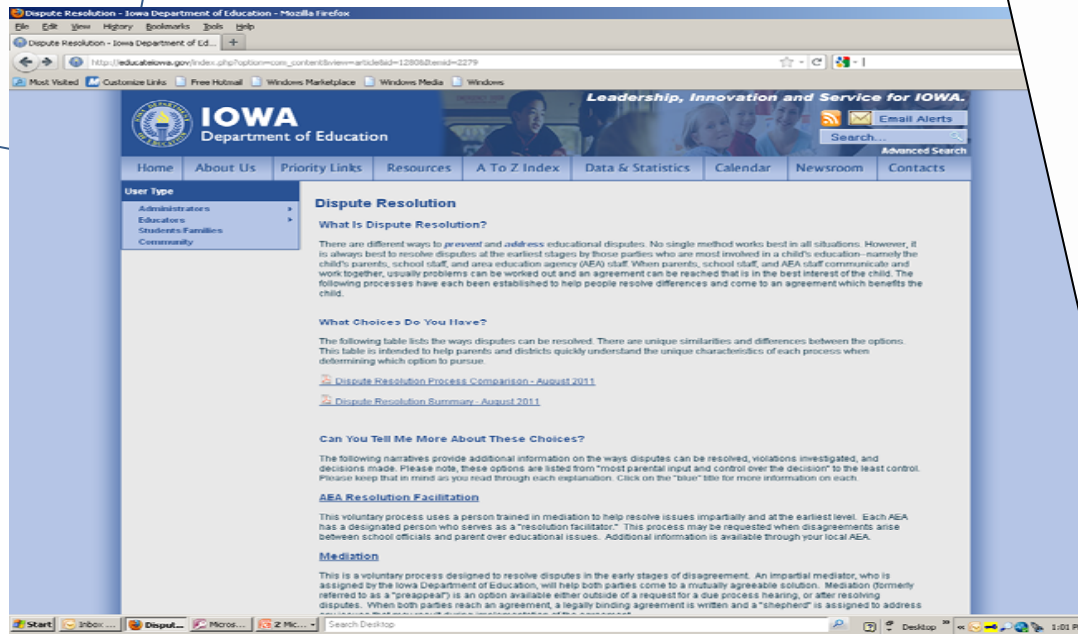 Dispute Resolution - Iowa Department of Education - Mozilla Firefox
File Edit View History Bookmarks Tools Help
Dispute Resolution - Iowa Department of Ed... +
http://educateiowa.gov/index.php?option=com_content&view=article&id=1280&Itemid=2279
Most Visited Customize Links Free Hotmail Windows Marketplace Windows Media Windows
Leadership, Innovation and Service for IOWA.
IOWA
Department of Education
Email Alerts
Search...
Advanced Search
Home About Us Priority Links Resources A To Z Index Data & Statistics Calendar Newsroom Contacts
User Type
Administrators
Educators
Students/Families
Community
Dispute Resolution
What Is Dispute Resolution?
There are different ways to prevent and address educational disputes. No single method works best in all situations. However, it
is always best to resolve disputes at the earliest stages by those parties who are most involved in a child's education--namely the
child's parents, school staff, and area education agency (AEA) staff. When parents, school staff, and AEA staff communicate and
work together, usually problems can be worked out and an agreement can be reached that is in the best interest of the child. The
following processes have each been established to help people resolve differences and come to an agreement which benefits the
child.
What Choices Do You Have?
The following table lists the ways disputes can be resolved. There are unique similarities and differences between the options.
This table is intended to help parents and districts quickly understand the unique characteristics of each process when
determining which option to pursue.
Dispute Resolution Process Comparison - August 2011
Dispute Resolution Summary - August 2011
Can You Tell Me More About These Choices?
The following narratives provide additional information on the ways disputes can be resolved, violations investigated, and
decisions made. Please note, these options are listed from "most parental input and control over the decision" to the least control.
Please keep that in mind as you read through each explanation. Click on the "blue" title for more information on each.
AEA Resolution Facilitation
This voluntary process uses a person trained in mediation to help resolve issues impartially and at the earliest level. Each AEA
has a designated person who serves as a "resolution facilitator." This process may be requested when disagreements arise
between school officials and parent over educational issues. Additional information is available through your local AEA.
Mediation
This is a voluntary process designed to resolve disputes in the early stages of disagreement. An impartial mediator, who is
assigned by the Iowa Department of Education, will help both parties come to a mutually agreeable solution. Mediation (formerly
referred to as a "preappeal") is an option available either outside of a request for a due process hearing, or after resolving
disputes. When both parties reach an agreement, a legally binding agreement is written and a "shepherd" is assigned to address
Start Inbox ... Disput... Micros... 2 Mic... Search Desktop Desktop 1:01 P